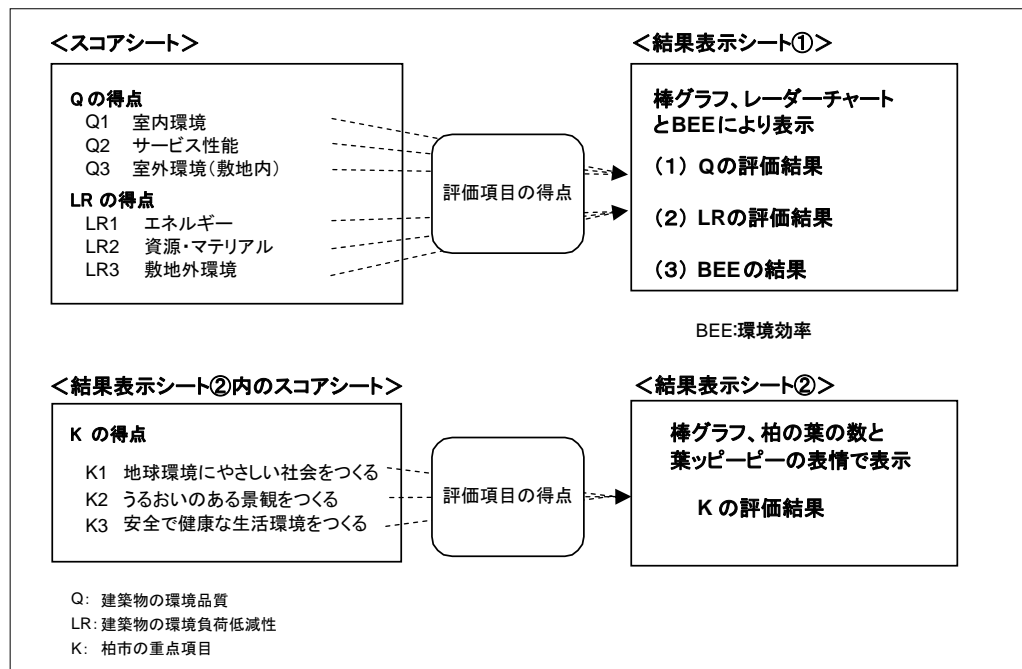 ＜スコアシート＞
Q の得点
Q1 室内環境
Q2 サービス性能
Q3 室外環境（敷地内）
LR の得点
LR1 エネルギー
LR2 資源・マテリアル
LR3 敷地外環境
評価項目の得点
＜結果表示シート①＞
棒グラフ、レーダーチャート
とBEEにより表示
（1） Qの評価結果
（2） LRの評価結果
（3） BEEの結果
BEE:環境効率
＜結果表示シート②内のスコアシート＞
K の得点
K1 地球環境にやさしい社会をつくる
K2 うるおいのある景観をつくる
K3 安全で健康な生活環境をつくる
評価項目の得点
＜結果表示シート②＞
棒グラフ、柏の葉の数と
葉ッピーピーの表情で表示
K の評価結果
Q: 建築物の環境品質
LR: 建築物の環境負荷低減性
K: 柏市の重点項目